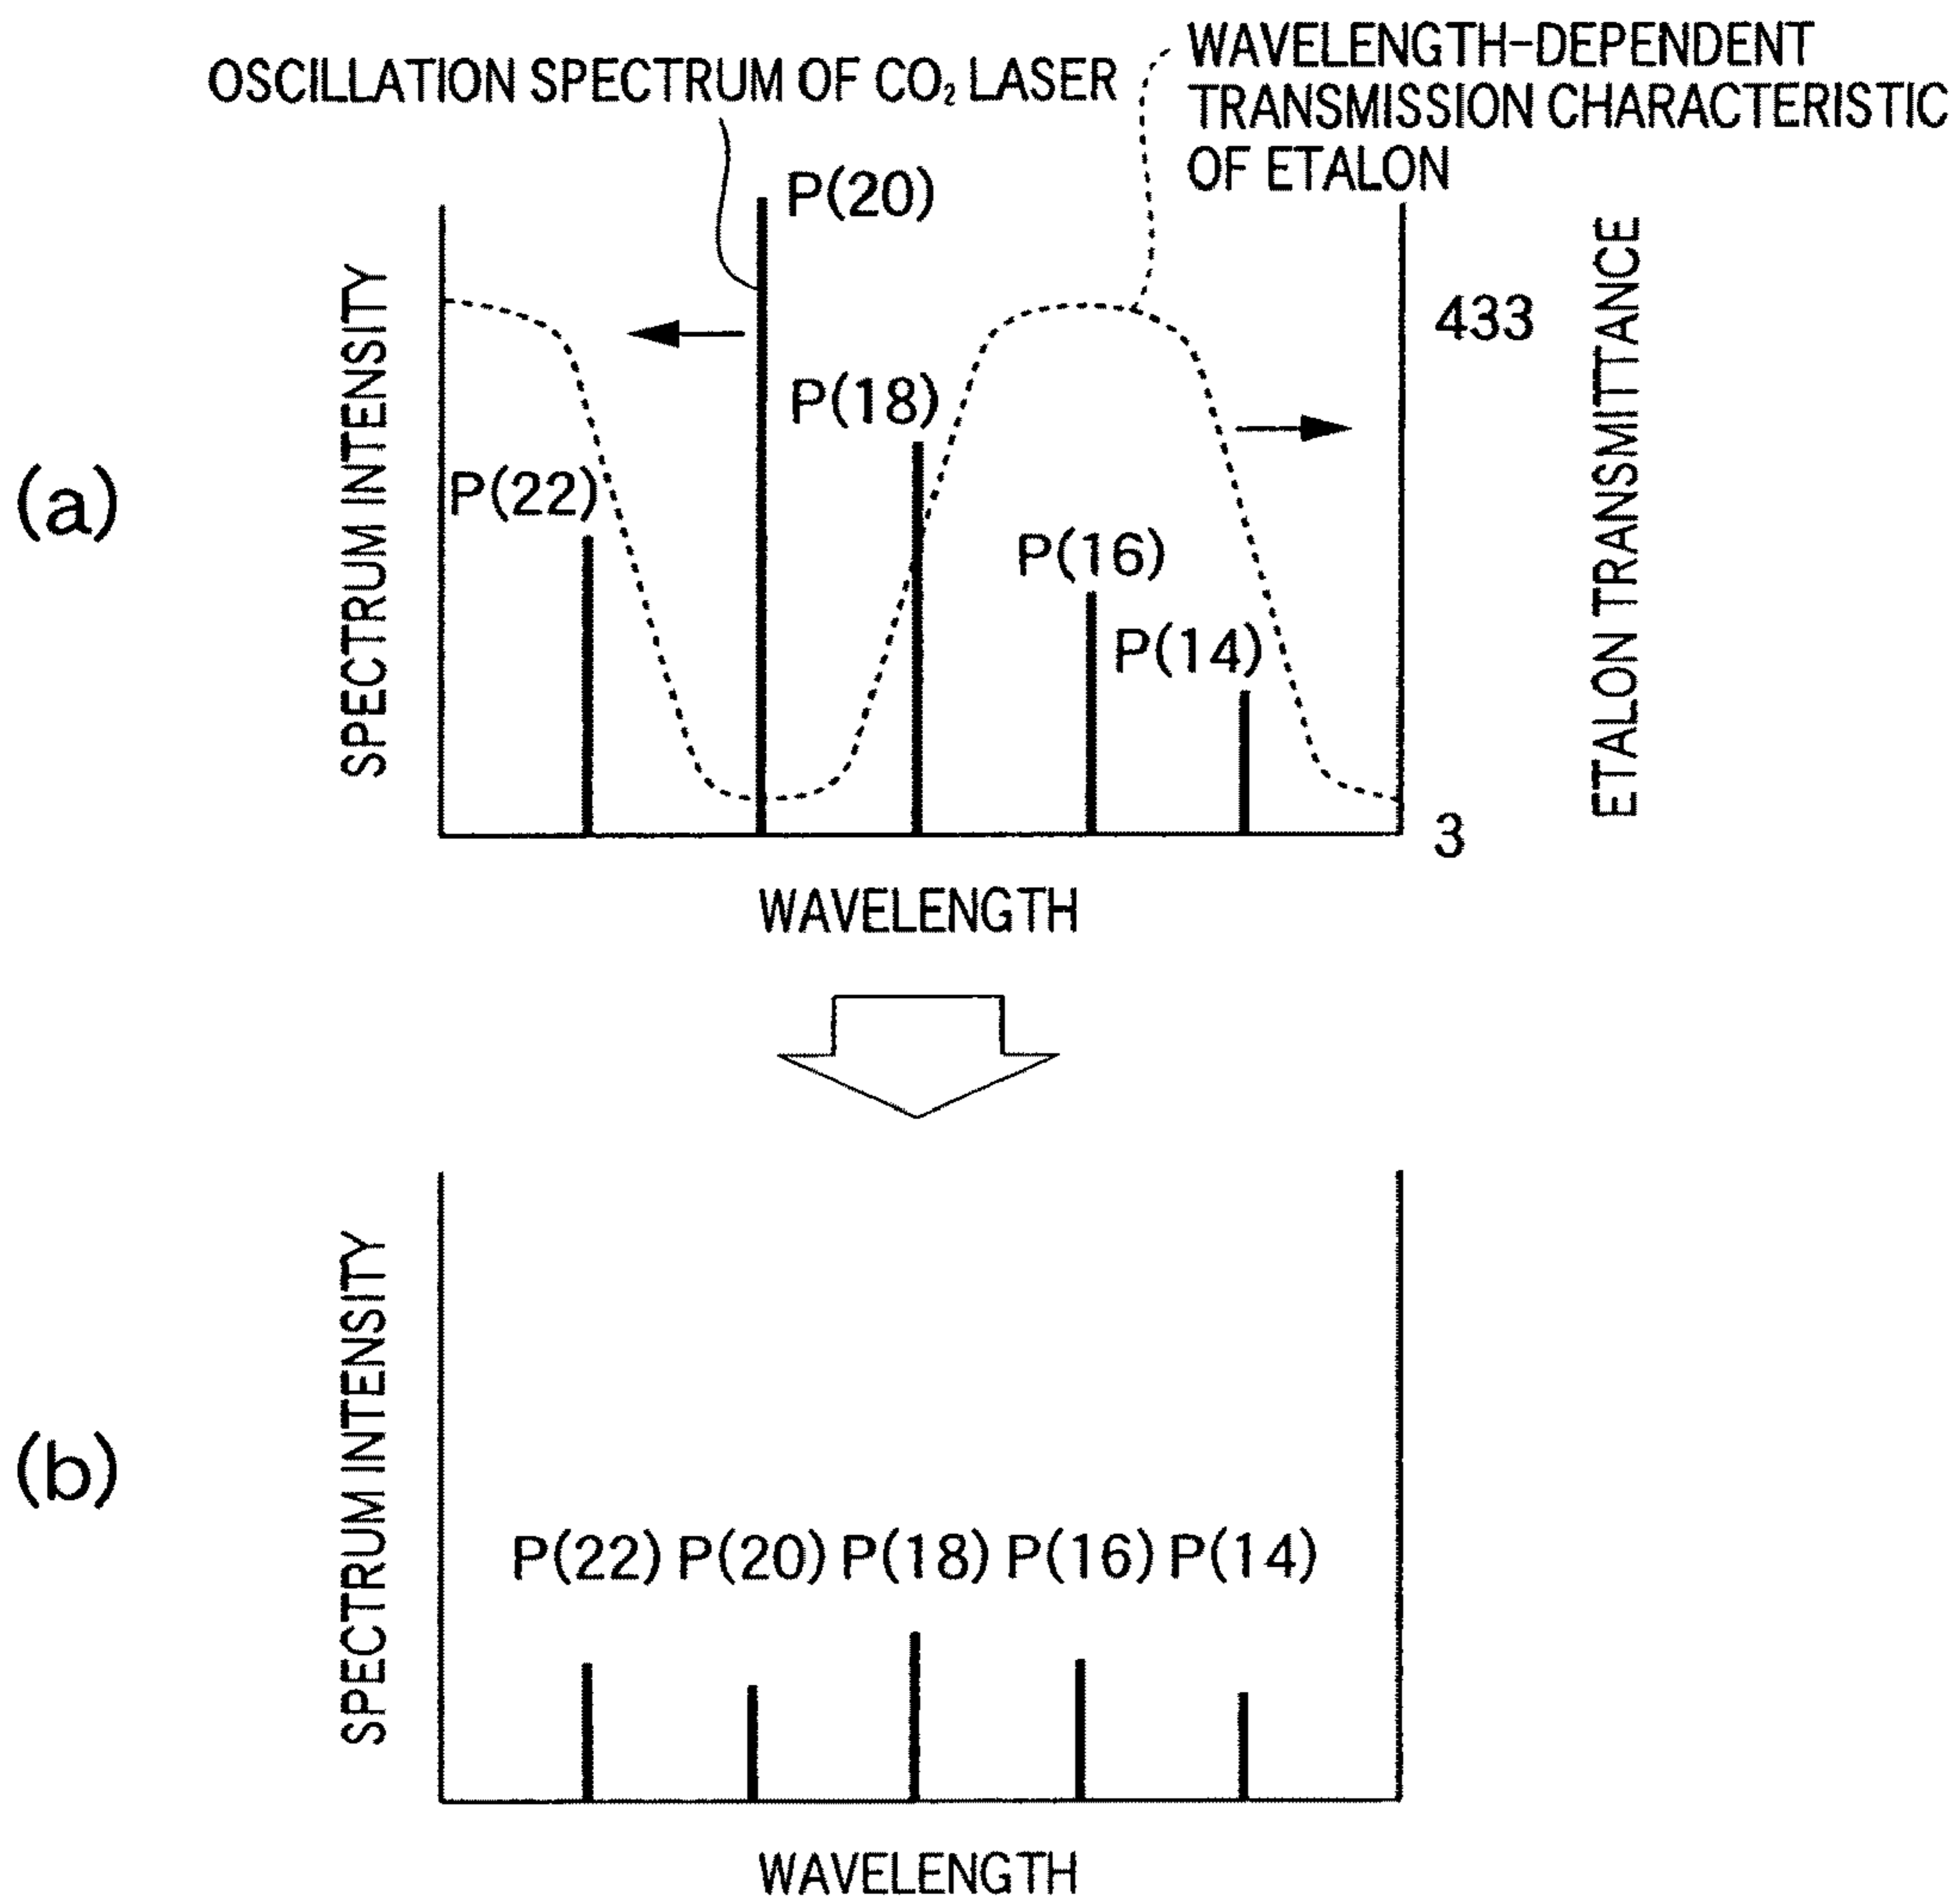 OSCILLATION SPECTRUM OF CO₂ LASER
WAVELENGTH-DEPENDENT
TRANSMISSION CHARACTERISTIC
OF ETALON
(a)
SPECTRUM INTENSITY
P(20)
P(18)
P(22)
P(16)
P(14)
433
3
ETALON TRANSMITTANCE
WAVELENGTH
(b)
SPECTRUM INTENSITY
P(22) P(20) P(18) P(16) P(14)
WAVELENGTH